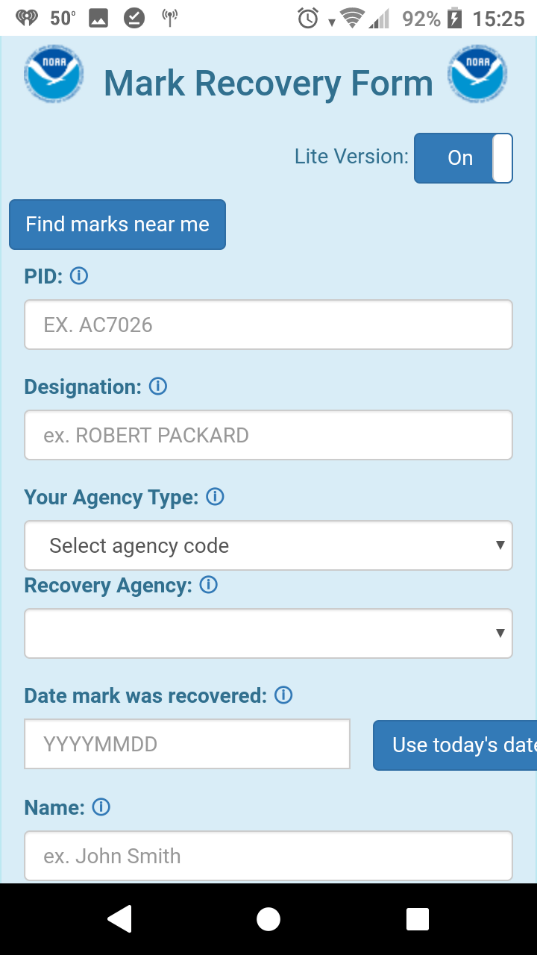 50° 92% 15:25
NOAA Mark Recovery Form NOAA
Lite Version: On
Find marks near me
PID:
EX. AC7026
Designation:
ex. ROBERT PACKARD
Your Agency Type:
Select agency code
Recovery Agency:
Date mark was recovered:
YYYYMMDD Use today's date
Name:
ex. John Smith